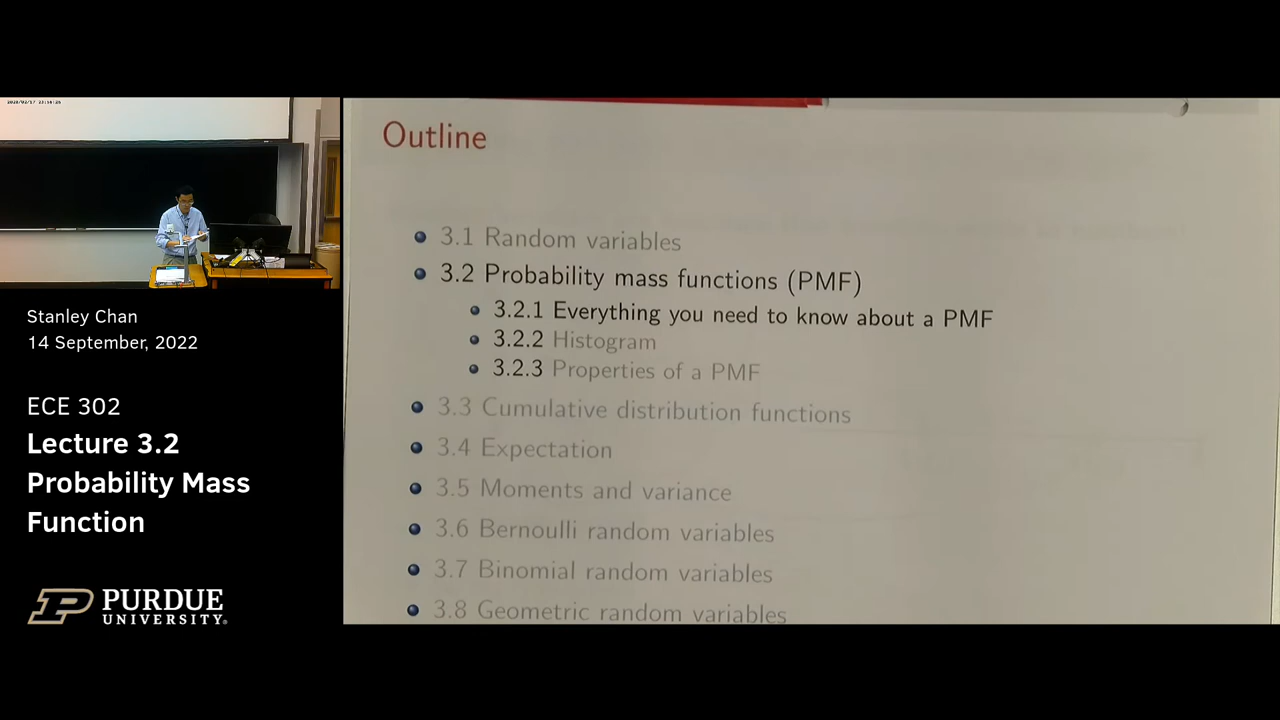 Stanley Chan
14 September, 2022
ECE 302
Lecture 3.2
Probability Mass
Function
PURDUE
UNIVERSITY®
Outline
3.1 Random variables
3.2 Probability mass functions (PMF)
3.2.1 Everything you need to know about a PMF
3.2.2 Histogram
3.2.3 Properties of a PMF
3.3 Cumulative distribution functions
3.4 Expectation
3.5 Moments and variance
3.6 Bernoulli random variables
3.7 Binomial random variables
3.8 Geometric random variables